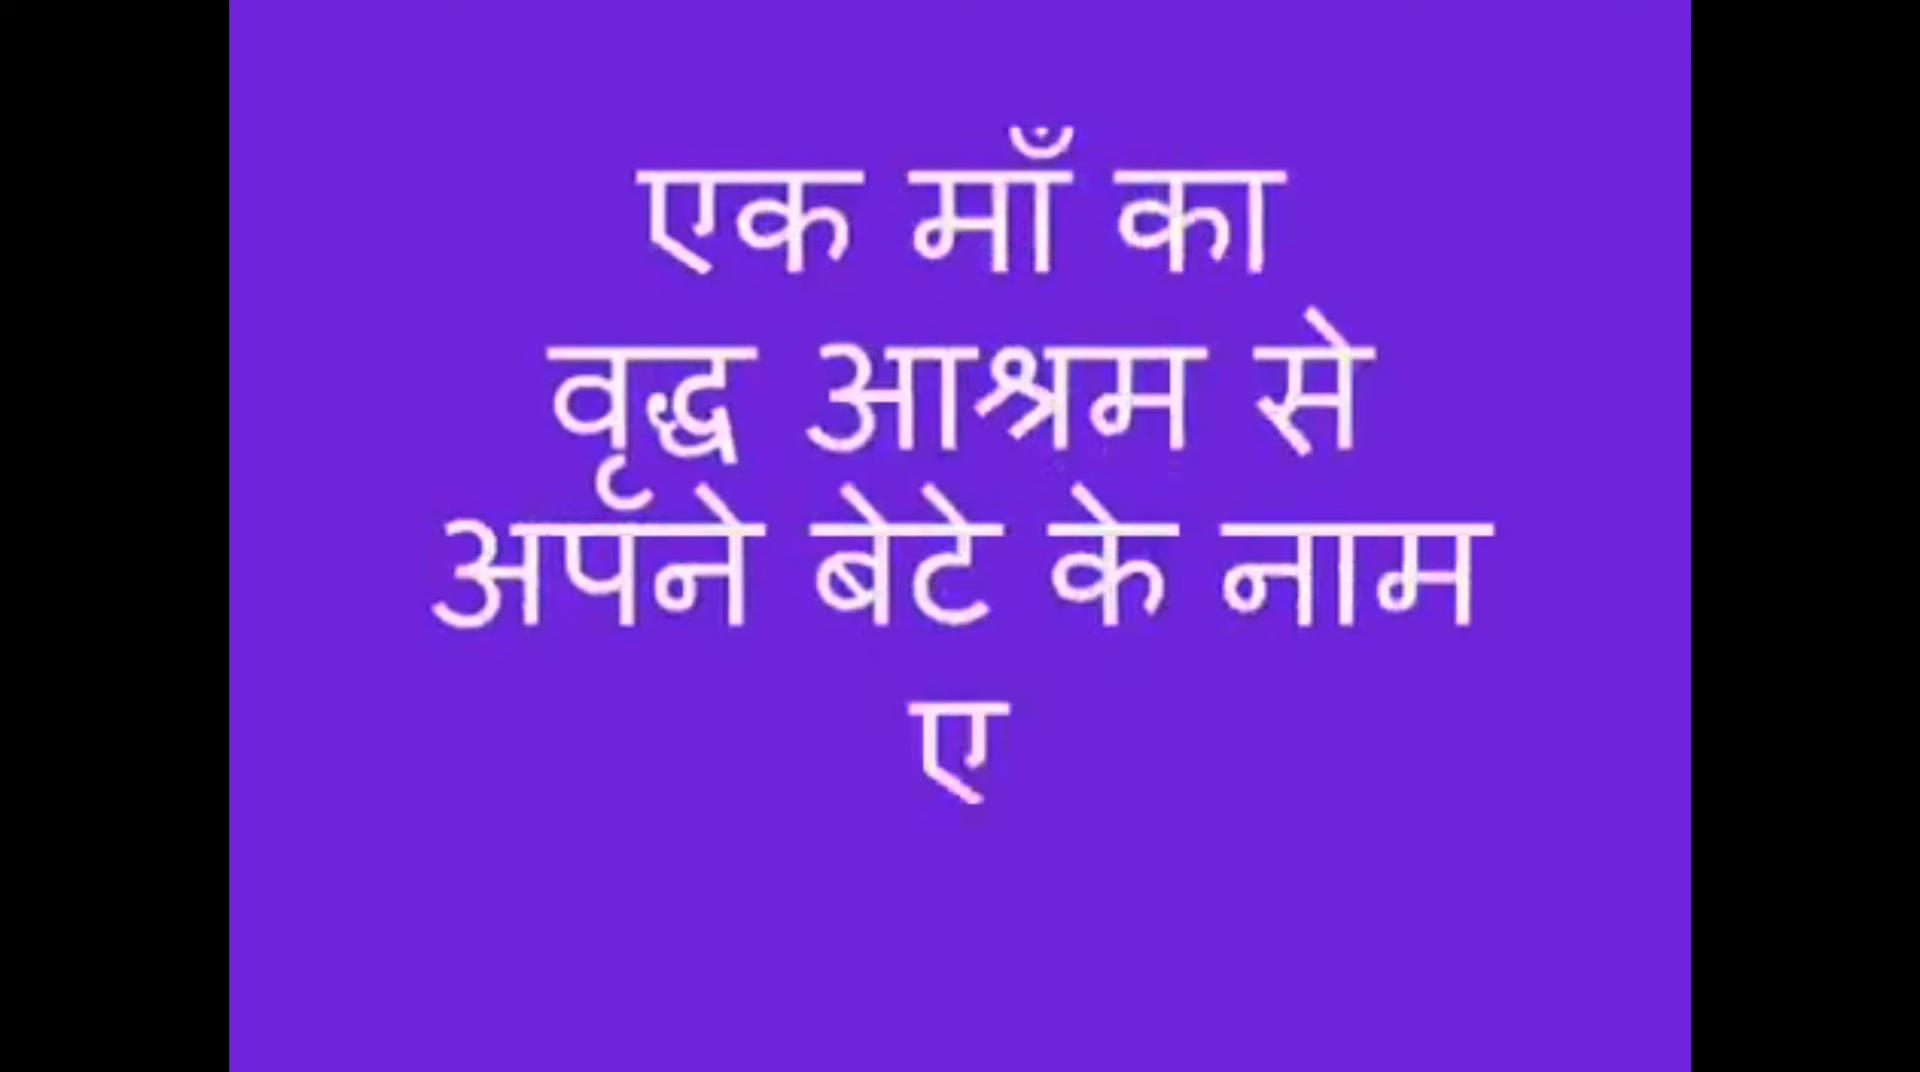 एक माँ का
वृद्ध आश्रम से
अपने बेटे के नाम
ए